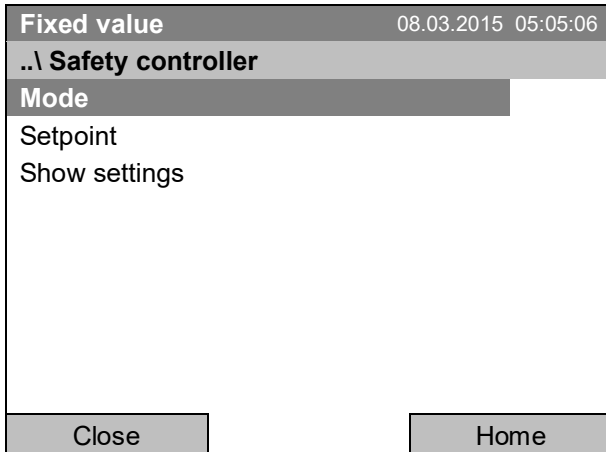 Fixed value 08.03.2015 05:05:06
..\ Safety controller
Mode
Setpoint
Show settings
Close Home